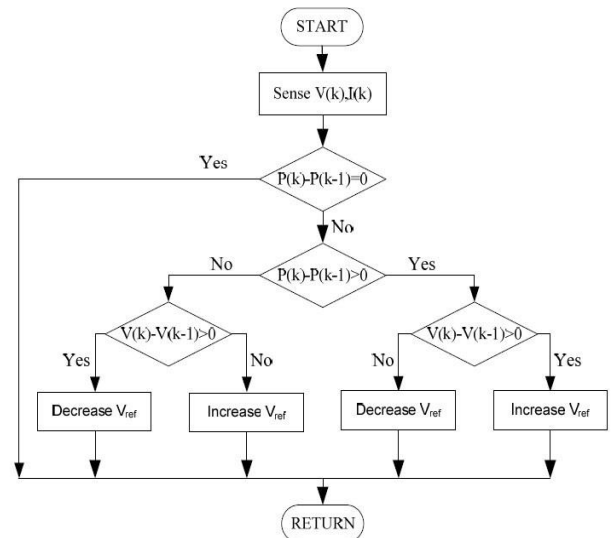 START
Sense V(k),I(k)
Yes
P(k)-P(k-1)=0
No
No
P(k)-P(k-1)>0
Yes
V(k)-V(k-1)>0
V(k)-V(k-1)>0
Yes
No
No
Yes
Decrease Vref
Increase Vref
Decrease Vref
Increase Vref
RETURN